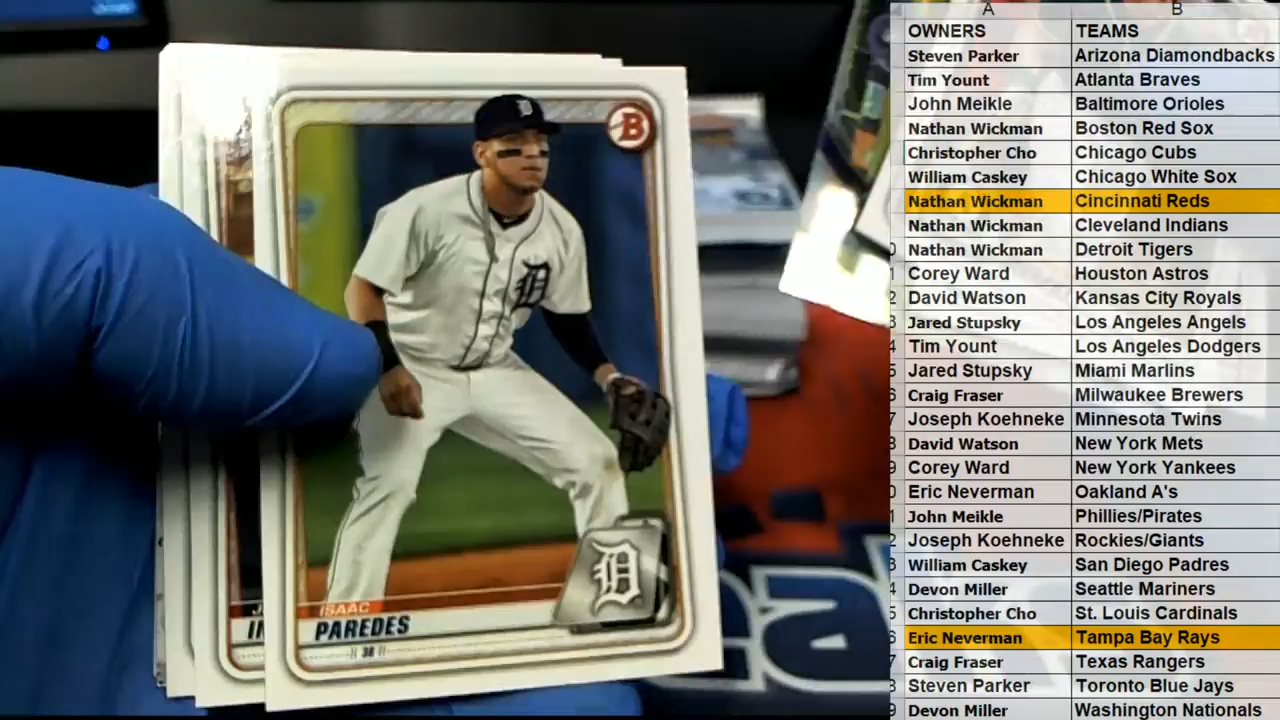 B
D
D
D
ISAAC
PAREDES
3B
A B
OWNERS TEAMS
Steven Parker Arizona Diamondbacks
Tim Yount Atlanta Braves
John Meikle Baltimore Orioles
Nathan Wickman Boston Red Sox
Christopher Cho Chicago Cubs
William Caskey Chicago White Sox
Nathan Wickman Cincinnati Reds
Nathan Wickman Cleveland Indians
Nathan Wickman Detroit Tigers
Corey Ward Houston Astros
David Watson Kansas City Royals
Jared Stupsky Los Angeles Angels
Tim Yount Los Angeles Dodgers
Jared Stupsky Miami Marlins
Craig Fraser Milwaukee Brewers
Joseph Koehneke Minnesota Twins
David Watson New York Mets
Corey Ward New York Yankees
Eric Neverman Oakland A's
John Meikle Phillies/Pirates
Joseph Koehneke Rockies/Giants
William Caskey San Diego Padres
Devon Miller Seattle Mariners
Christopher Cho St. Louis Cardinals
Eric Neverman Tampa Bay Rays
Craig Fraser Texas Rangers
Steven Parker Toronto Blue Jays
Devon Miller Washington Nationals